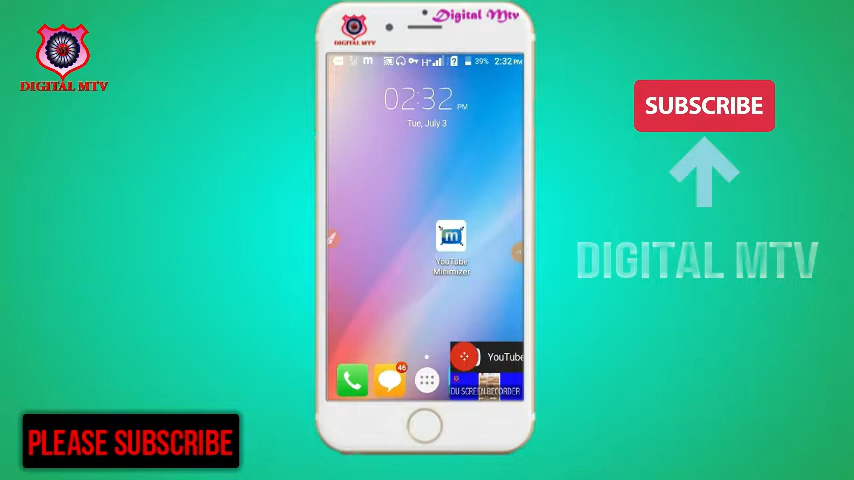 Digital Mtv
DIGITAL MTV
DIGITAL MTV
m
H+
39%
2:32 PM
02:32 PM
Tue, July 3
SUBSCRIBE
DIGITAL MTV
m
YouTube
Minimizer
YouTube
46
DU SCREEN RECORDER
PLEASE SUBSCRIBE